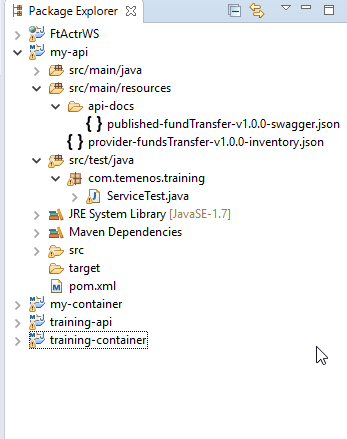 Package Explorer
FtActrWS
my-api
src/main/java
src/main/resources
api-docs
published-fundTransfer-v1.0.0-swagger.json
provider-fundsTransfer-v1.0.0-inventory.json
src/test/java
com.temenos.training
ServiceTest.java
JRE System Library [JavaSE-1.7]
Maven Dependencies
src
target
pom.xml
my-container
training-api
training-container